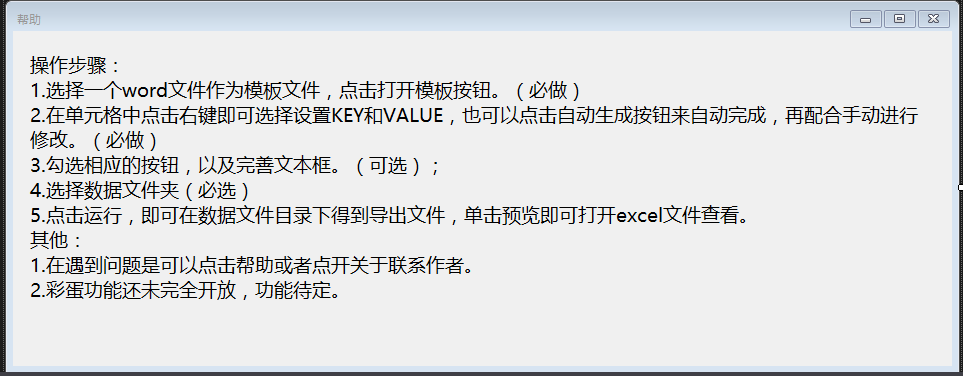 帮助
操作步骤：
1.选择一个word文件作为模板文件，点击打开模板按钮。（必做）
2.在单元格中点击右键即可选择设置KEY和VALUE，也可以点击自动生成按钮来自动完成，再配合手动进行
修改。（必做）
3.勾选相应的按钮，以及完善文本框。（可选）；
4.选择数据文件夹（必选）
5.点击运行，即可在数据文件目录下得到导出文件，单击预览即可打开excel文件查看。
其他：
1.在遇到问题是可以点击帮助或者点开关于联系作者。
2.彩蛋功能还未完全开放，功能待定。